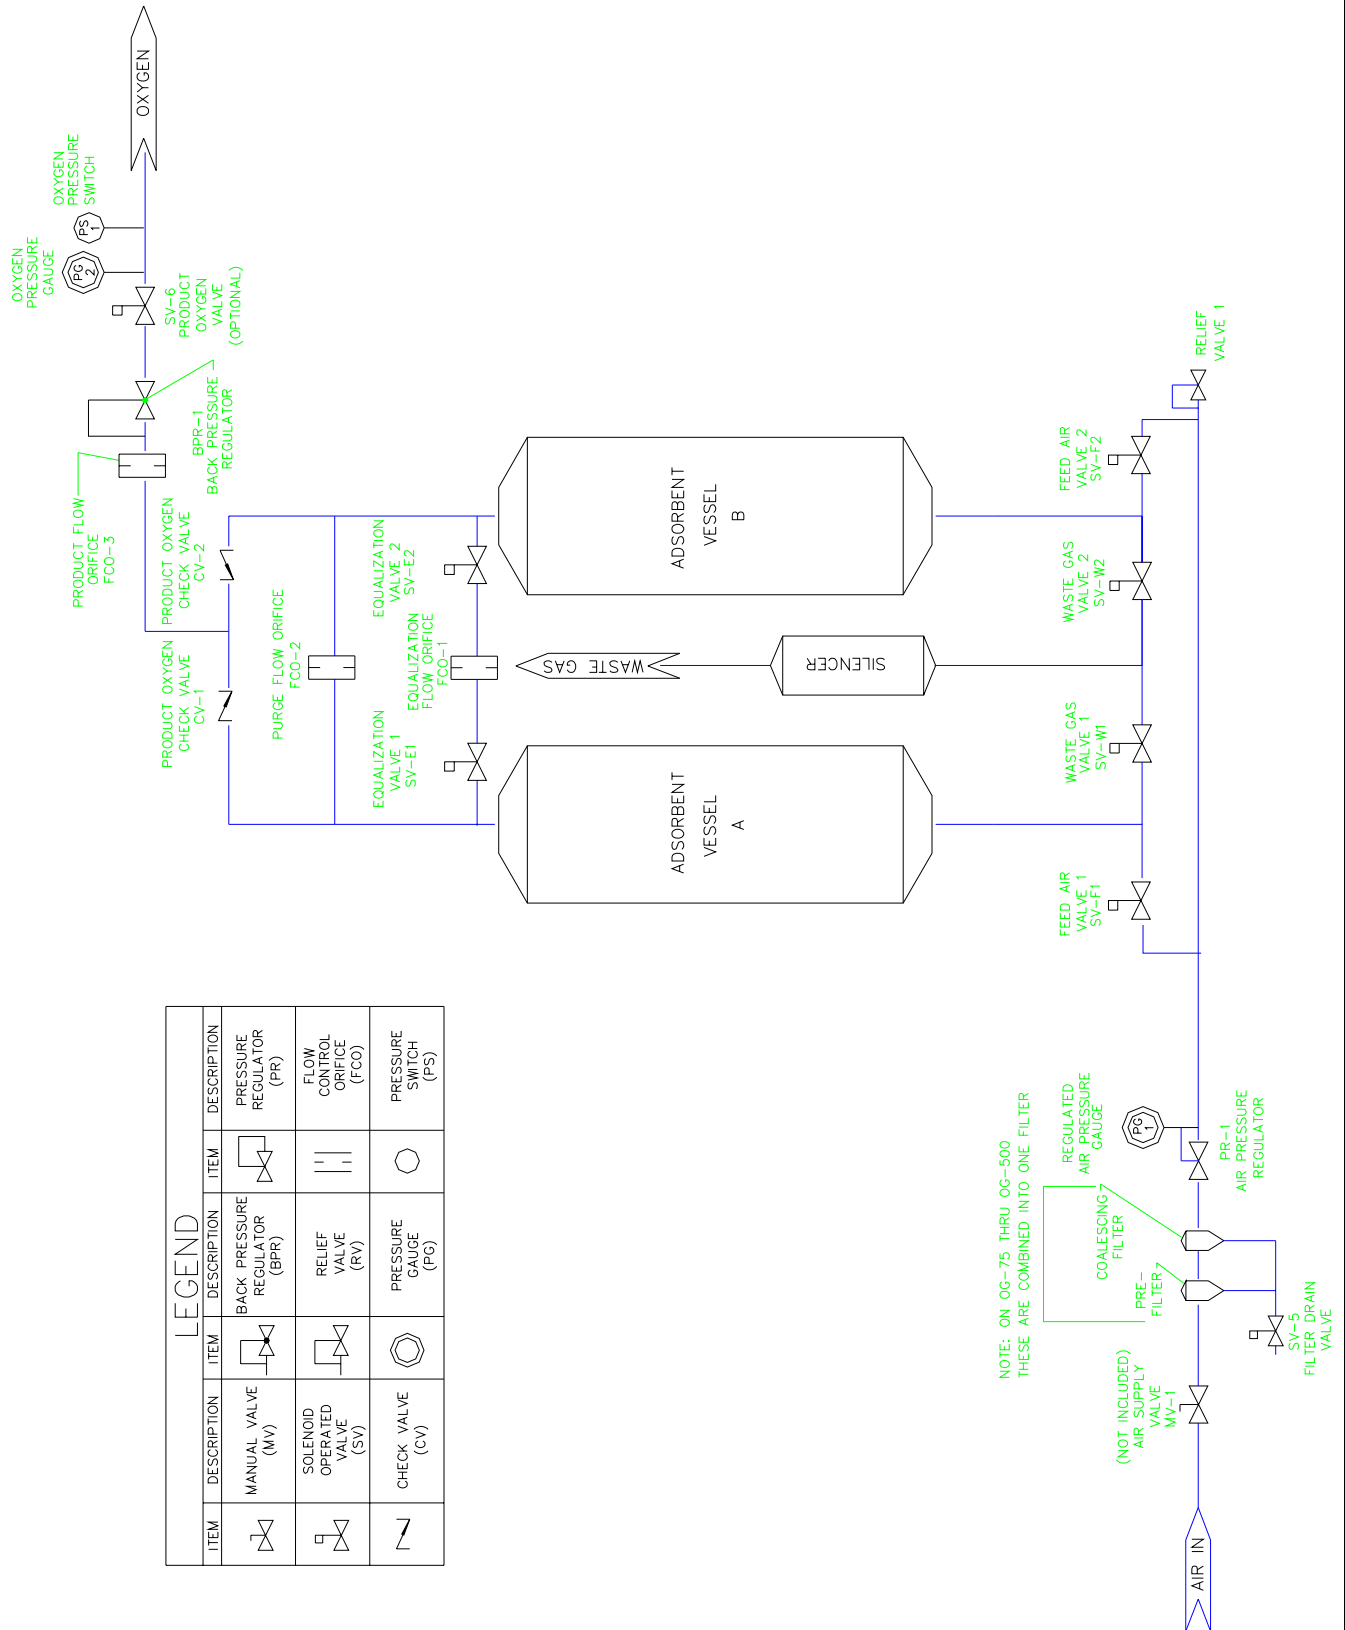 LEGEND
ITEM
DESCRIPTION
ITEM
DESCRIPTION
ITEM
DESCRIPTION
MANUAL VALVE
(MV)
BACK PRESSURE
REGULATOR
(BPR)
PRESSURE
REGULATOR
(PR)
SOLENOID
OPERATED
VALVE
(SV)
RELIEF
VALVE
(RV)
FLOW
CONTROL
ORIFICE
(FCO)
CHECK VALVE
(CV)
PRESSURE
GAUGE
(PG)
PRESSURE
SWITCH
(PS)
OXYGEN
PRESSURE
GAUGE
PG
2
OXYGEN
PRESSURE
SWITCH
PS
1
OXYGEN
SV-6
PRODUCT
OXYGEN
VALVE
(OPTIONAL)
BPR-1
BACK PRESSURE
REGULATOR
PRODUCT FLOW
ORIFICE
FCO-3
PRODUCT OXYGEN
CHECK VALVE
CV-1
PRODUCT OXYGEN
CHECK VALVE
CV-2
PURGE FLOW ORIFICE
FCO-2
EQUALIZATION
VALVE 1
SV-E1
EQUALIZATION
FLOW ORIFICE
FCO-1
EQUALIZATION
VALVE 2
SV-E2
ADSORBENT
VESSEL
A
WASTE GAS
SILENCER
ADSORBENT
VESSEL
B
FEED AIR
VALVE 1
SV-F1
WASTE GAS
VALVE 1
SV-W1
WASTE GAS
VALVE 2
SV-W2
FEED AIR
VALVE 2
SV-F2
RELIEF
VALVE 1
NOTE: ON OG-75 THRU OG-500
THESE ARE COMBINED INTO ONE FILTER
REGULATED
AIR PRESSURE
GAUGE
PG
1
COALESCING
FILTER
PRE-
FILTER
PR-1
AIR PRESSURE
REGULATOR
(NOT INCLUDED)
AIR SUPPLY
VALVE
MV-1
SV-5
FILTER DRAIN
VALVE
AIR IN